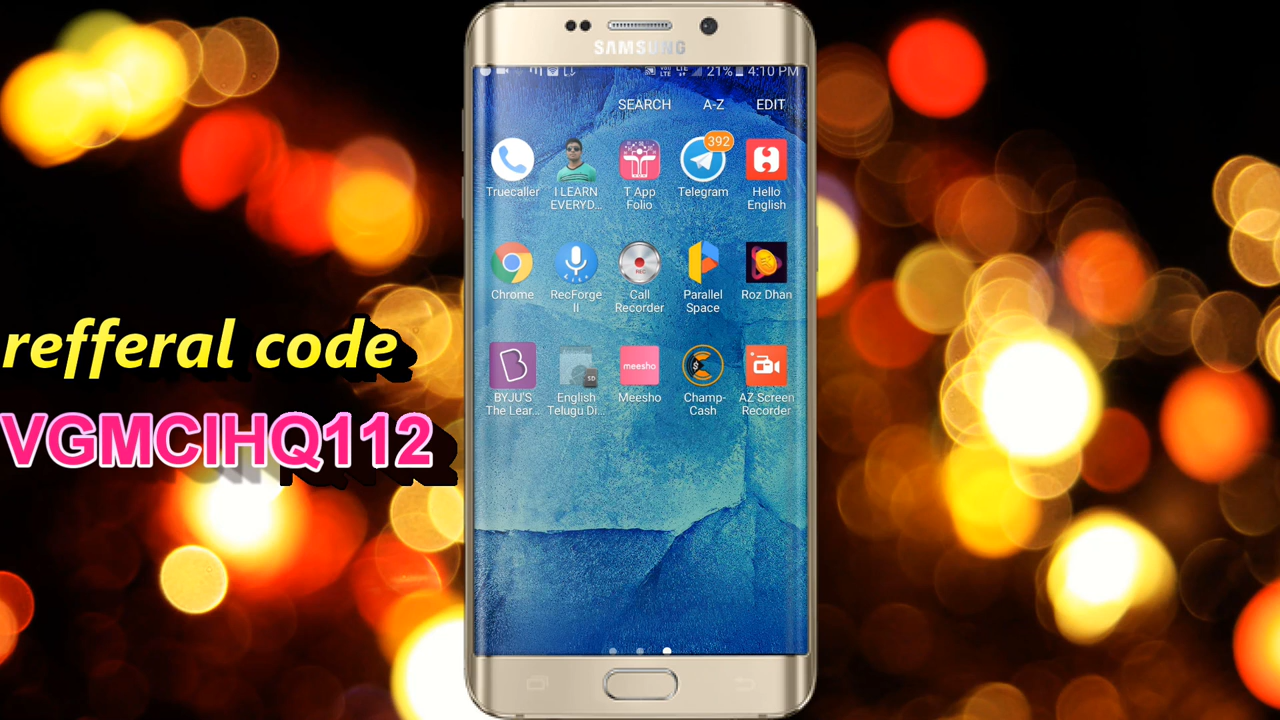 SAMSUNG
21% 4:10 PM
SEARCH A-Z EDIT
392
Truecaller I LEARN EVERYD... T App Folio Telegram Hello English
REC
Chrome RecForge II Call Recorder Parallel Space Roz Dhan
refferal code
meesho
SD
BYJU'S The Lear... English Telugu Di... Meesho Champ-Cash AZ Screen Recorder
VGMCIHQ112